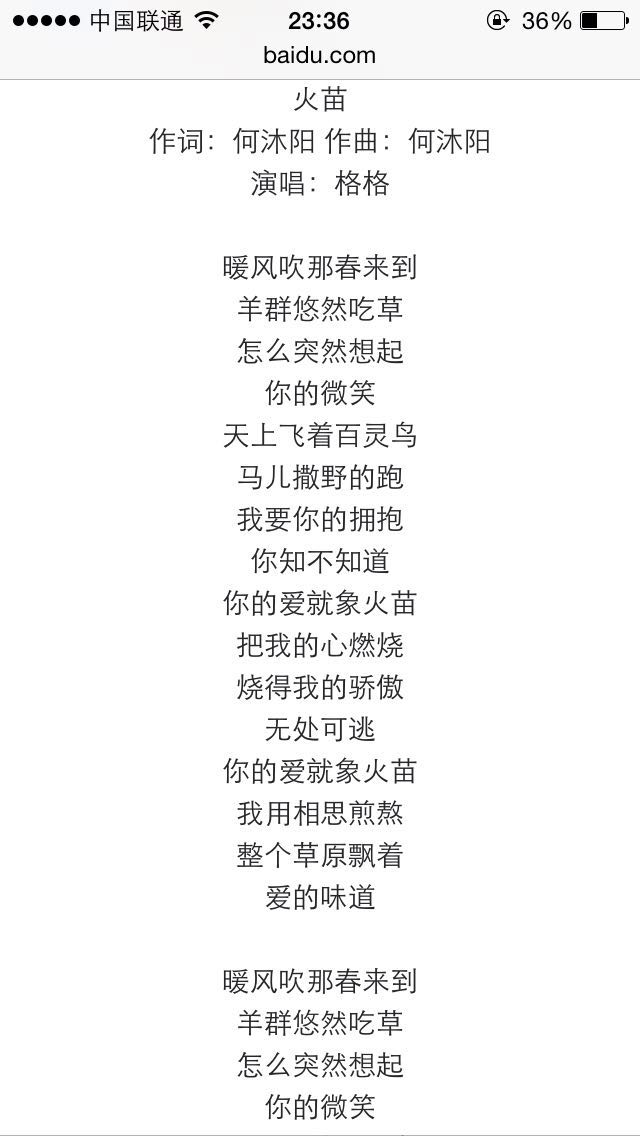 中国联通 23:36 36%
baidu.com
火苗
作词：何沐阳 作曲：何沐阳
演唱：格格
暖风吹那春来到
羊群悠然吃草
怎么突然想起
你的微笑
天上飞着百灵鸟
马儿撒野的跑
我要你的拥抱
你知不知道
你的爱就象火苗
把我的心燃烧
烧得我的骄傲
无处可逃
你的爱就象火苗
我用相思煎熬
整个草原飘着
爱的味道
暖风吹那春来到
羊群悠然吃草
怎么突然想起
你的微笑